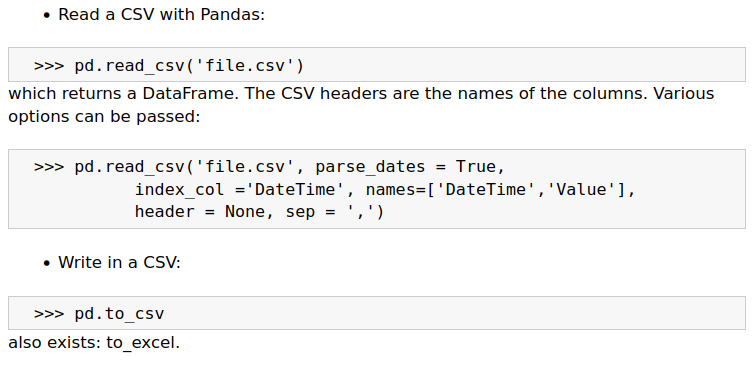 • Read a CSV with Pandas:
>>> pd.read_csv('file.csv')
which returns a DataFrame. The CSV headers are the names of the columns. Various
options can be passed:
>>> pd.read_csv('file.csv', parse_dates = True,
          index_col ='DateTime', names=['DateTime','Value'],
          header = None, sep = ',')
• Write in a CSV:
>>> pd.to_csv
also exists: to_excel.